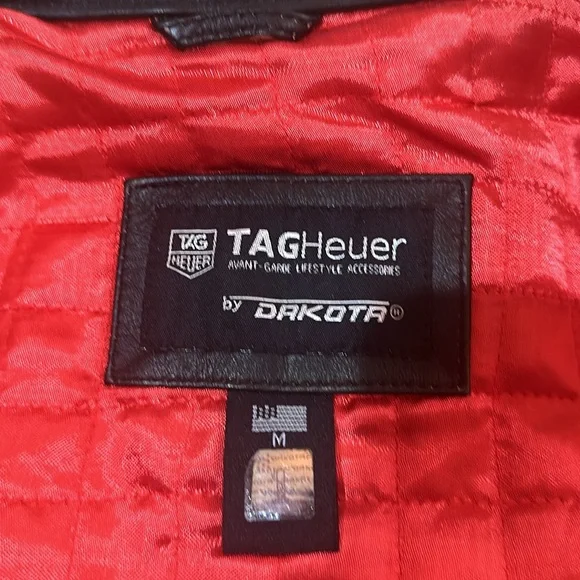 TAG
HEUER
TAGHeuer
AVANT-GARDE LIFESTYLE ACCESSORIES
by DAKOTA®
M